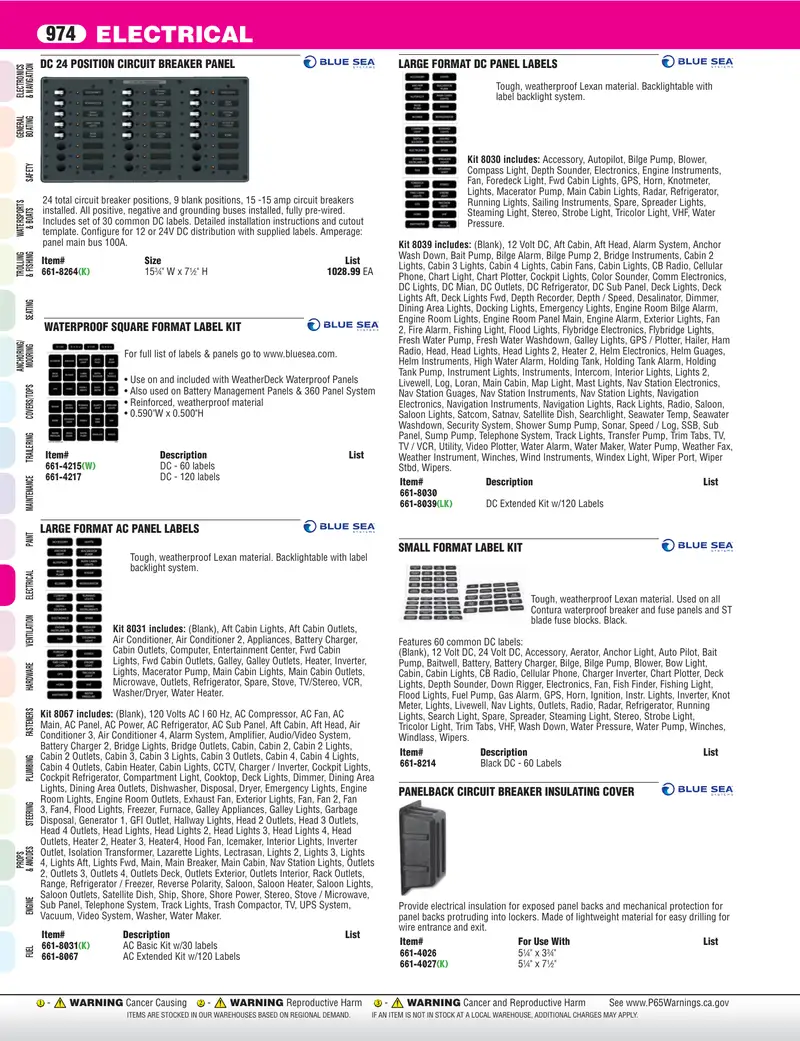 974 ELECTRICAL
ELECTRONICS
& NAVIGATION
GENERAL
BOATING
SAFETY
WATERSPORTS
& BOATS
TROLLING
& FISHING
SEATING
ANCHORING/
MOORING
COVERS/TOPS
TRAILERING
MAINTENANCE
PAINT
ELECTRICAL
VENTILATION
HARDWARE
FASTENERS
PLUMBING
STEERING
PROPS
& ANODES
ENGINE
FUEL
DC 24 POSITION CIRCUIT BREAKER PANEL
BLUE SEA
SYSTEMS
24 total circuit breaker positions, 9 blank positions, 15 -15 amp circuit breakers
installed. All positive, negative and grounding buses installed, fully pre-wired.
Includes set of 30 common DC labels. Detailed installation instructions and cutout
template. Configure for 12 or 24V DC distribution with supplied labels. Amperage:
panel main bus 100A.
Item# Size List
661-8264(K) 15¾" W x 7½" H 1028.99 EA
WATERPROOF SQUARE FORMAT LABEL KIT
BLUE SEA
SYSTEMS
For full list of labels & panels go to www.bluesea.com.
• Use on and included with WeatherDeck Waterproof Panels
• Also used on Battery Management Panels & 360 Panel System
• Reinforced, weatherproof material
• 0.590"W x 0.500"H
Item# Description List
661-4215(W) DC - 60 labels
661-4217 DC - 120 labels
LARGE FORMAT AC PANEL LABELS
BLUE SEA
SYSTEMS
Tough, weatherproof Lexan material. Backlightable with label
backlight system.
Kit 8031 includes: (Blank), Aft Cabin Lights, Aft Cabin Outlets,
Air Conditioner, Air Conditioner 2, Appliances, Battery Charger,
Cabin Outlets, Computer, Entertainment Center, Fwd Cabin
Lights, Fwd Cabin Outlets, Galley, Galley Outlets, Heater, Inverter,
Lights, Macerator Pump, Main Cabin Lights, Main Cabin Outlets,
Microwave, Outlets, Refrigerator, Spare, Stove, TV/Stereo, VCR,
Washer/Dryer, Water Heater.
Kit 8067 includes: (Blank), 120 Volts AC I 60 Hz, AC Compressor, AC Fan, AC
Main, AC Panel, AC Power, AC Refrigerator, AC Sub Panel, Aft Cabin, Aft Head, Air
Conditioner 3, Air Conditioner 4, Alarm System, Amplifier, Audio/Video System,
Battery Charger 2, Bridge Lights, Bridge Outlets, Cabin, Cabin 2, Cabin 2 Lights,
Cabin 2 Outlets, Cabin 3, Cabin 3 Lights, Cabin 3 Outlets, Cabin 4, Cabin 4 Lights,
Cabin 4 Outlets, Cabin Heater, Cabin Lights, CCTV, Charger / Inverter, Cockpit Lights,
Cockpit Refrigerator, Compartment Light, Cooktop, Deck Lights, Dimmer, Dining Area
Lights, Dining Area Outlets, Dishwasher, Disposal, Dryer, Emergency Lights, Engine
Room Lights, Engine Room Outlets, Exhaust Fan, Exterior Lights, Fan, Fan 2, Fan
3, Fan4, Flood Lights, Freezer, Furnace, Galley Appliances, Galley Lights, Garbage
Disposal, Generator 1, GFI Outlet, Hallway Lights, Head 2 Outlets, Head 3 Outlets,
Head 4 Outlets, Head Lights, Head Lights 2, Head Lights 3, Head Lights 4, Head
Outlets, Heater 2, Heater 3, Heater4, Hood Fan, Icemaker, Interior Lights, Inverter
Outlet, Isolation Transformer, Lazarette Lights, Lectrasan, Lights 2, Lights 3, Lights
4, Lights Aft, Lights Fwd, Main, Main Breaker, Main Cabin, Nav Station Lights, Outlets
2, Outlets 3, Outlets 4, Outlets Deck, Outlets Exterior, Outlets Interior, Rack Outlets,
Range, Refrigerator / Freezer, Reverse Polarity, Saloon, Saloon Heater, Saloon Lights,
Saloon Outlets, Satellite Dish, Ship, Shore, Shore Power, Stereo, Stove / Microwave,
Sub Panel, Telephone System, Track Lights, Trash Compactor, TV, UPS System,
Vacuum, Video System, Washer, Water Maker.
Item# Description List
661-8031(K) AC Basic Kit w/30 labels
661-8067 AC Extended Kit w/120 Labels
LARGE FORMAT DC PANEL LABELS
BLUE SEA
SYSTEMS
Tough, weatherproof Lexan material. Backlightable with
label backlight system.
Kit 8030 includes: Accessory, Autopilot, Bilge Pump, Blower,
Compass Light, Depth Sounder, Electronics, Engine Instruments,
Fan, Foredeck Light, Fwd Cabin Lights, GPS, Horn, Knotmeter,
Lights, Macerator Pump, Main Cabin Lights, Radar, Refrigerator,
Running Lights, Sailing Instruments, Spare, Spreader Lights,
Steaming Light, Stereo, Strobe Light, Tricolor Light, VHF, Water
Pressure.
Kit 8039 includes: (Blank), 12 Volt DC, Aft Cabin, Aft Head, Alarm System, Anchor
Wash Down, Bait Pump, Bilge Alarm, Bilge Pump 2, Bridge Instruments, Cabin 2
Lights, Cabin 3 Lights, Cabin 4 Lights, Cabin Fans, Cabin Lights, CB Radio, Cellular
Phone, Chart Light, Chart Plotter, Cockpit Lights, Color Sounder, Comm Electronics,
DC Lights, DC Mian, DC Outlets, DC Refrigerator, DC Sub Panel, Deck Lights, Deck
Lights Aft, Deck Lights Fwd, Depth Recorder, Depth / Speed, Desalinator, Dimmer,
Dining Area Lights, Docking Lights, Emergency Lights, Engine Room Bilge Alarm,
Engine Room Lights, Engine Room Panel Main, Engine Alarm, Exterior Lights, Fan
2, Fire Alarm, Fishing Light, Flood Lights, Flybridge Electronics, Flybridge Lights,
Fresh Water Pump, Fresh Water Washdown, Galley Lights, GPS / Plotter, Hailer, Ham
Radio, Head, Head Lights, Head Lights 2, Heater 2, Helm Electronics, Helm Guages,
Helm Instruments, High Water Alarm, Holding Tank, Holding Tank Alarm, Holding
Tank Pump, Instrument Lights, Instruments, Intercom, Interior Lights, Lights 2,
Livewell, Log, Loran, Main Cabin, Map Light, Mast Lights, Nav Station Electronics,
Nav Station Guages, Nav Station Instruments, Nav Station Lights, Navigation
Electronics, Navigation Instruments, Navigation Lights, Rack Lights, Radio, Saloon,
Saloon Lights, Satcom, Satnav, Satellite Dish, Searchlight, Seawater Temp, Seawater
Washdown, Security System, Shower Sump Pump, Sonar, Speed / Log, SSB, Sub
Panel, Sump Pump, Telephone System, Track Lights, Transfer Pump, Trim Tabs, TV,
TV / VCR, Utility, Video Plotter, Water Alarm, Water Maker, Water Pump, Weather Fax,
Weather Instrument, Winches, Wind Instruments, Windex Light, Wiper Port, Wiper
Stbd, Wipers.
Item# Description List
661-8030
661-8039(LK) DC Extended Kit w/120 Labels
SMALL FORMAT LABEL KIT
BLUE SEA
SYSTEMS
Tough, weatherproof Lexan material. Used on all
Contura waterproof breaker and fuse panels and ST
blade fuse blocks. Black.
Features 60 common DC labels:
(Blank), 12 Volt DC, 24 Volt DC, Accessory, Aerator, Anchor Light, Auto Pilot, Bait
Pump, Baitwell, Battery, Battery Charger, Bilge, Bilge Pump, Blower, Bow Light,
Cabin, Cabin Lights, CB Radio, Cellular Phone, Charger Inverter, Chart Plotter, Deck
Lights, Depth Sounder, Down Rigger, Electronics, Fan, Fish Finder, Fishing Light,
Flood Lights, Fuel Pump, Gas Alarm, GPS, Horn, Ignition, Instr. Lights, Inverter, Knot
Meter, Lights, Livewell, Nav Lights, Outlets, Radio, Radar, Refrigerator, Running
Lights, Search Light, Spare, Spreader, Steaming Light, Stereo, Strobe Light,
Tricolor Light, Trim Tabs, VHF, Wash Down, Water Pressure, Water Pump, Winches,
Windlass, Wipers.
Item# Description List
661-8214 Black DC - 60 Labels
PANELBACK CIRCUIT BREAKER INSULATING COVER
BLUE SEA
SYSTEMS
Provide electrical insulation for exposed panel backs and mechanical protection for
panel backs protruding into lockers. Made of lightweight material for easy drilling for
wire entrance and exit.
Item# For Use With List
661-4026 5¼" x 3¾"
661-4027(K) 5¼" x 7½"
1 - WARNING Cancer Causing 2 - WARNING Reproductive Harm 3 - WARNING Cancer and Reproductive Harm See www.P65Warnings.ca.gov
ITEMS ARE STOCKED IN OUR WAREHOUSES BASED ON REGIONAL DEMAND. IF AN ITEM IS NOT IN STOCK AT A LOCAL WAREHOUSE, ADDITIONAL CHARGES MAY APPLY.